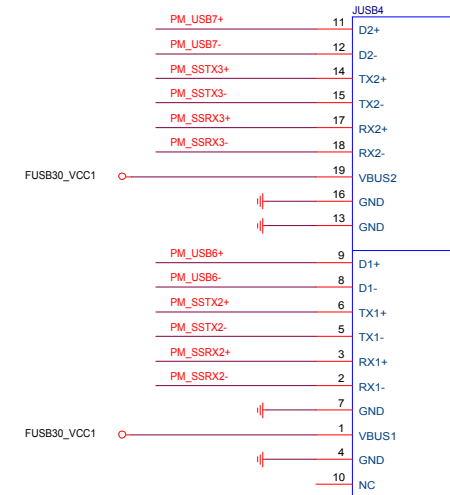 JUSB4
PM_USB7+ 11 D2+
PM_USB7- 12 D2-
PM_SSTX3+ 14 TX2+
PM_SSTX3- 15 TX2-
PM_SSRX3+ 17 RX2+
PM_SSRX3- 18 RX2-
FUSB30_VCC1 19 VBUS2
16 GND
13 GND
PM_USB6+ 9 D1+
PM_USB6- 8 D1-
PM_SSTX2+ 6 TX1+
PM_SSTX2- 5 TX1-
PM_SSRX2+ 3 RX1+
PM_SSRX2- 2 RX1-
7 GND
FUSB30_VCC1 1 VBUS1
4 GND
10 NC